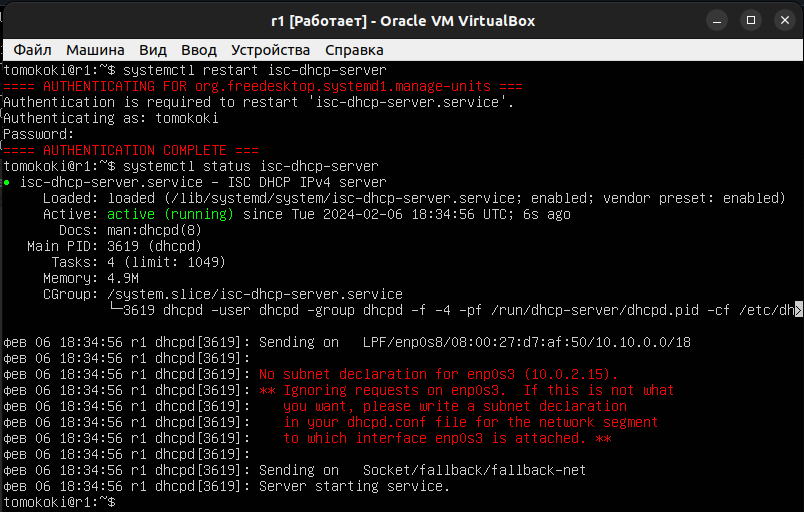 r1 [Работает] - Oracle VM VirtualBox
Файл Машина Вид Ввод Устройства Справка
tomokoki@r1:~$ systemctl restart isc-dhcp-server
==== AUTHENTICATING FOR org.freedesktop.systemd1.manage-units ===
Authentication is required to restart 'isc-dhcp-server.service'.
Authenticating as: tomokoki
Password:
==== AUTHENTICATION COMPLETE ===
tomokoki@r1:~$ systemctl status isc-dhcp-server
● isc-dhcp-server.service - ISC DHCP IPv4 server
     Loaded: loaded (/lib/systemd/system/isc-dhcp-server.service; enabled; vendor preset: enabled)
     Active: active (running) since Tue 2024-02-06 18:34:56 UTC; 6s ago
       Docs: man:dhcpd(8)
   Main PID: 3619 (dhcpd)
      Tasks: 4 (limit: 1049)
     Memory: 4.9M
     CGroup: /system.slice/isc-dhcp-server.service
             └─3619 dhcpd -user dhcpd -group dhcpd -f -4 -pf /run/dhcp-server/dhcpd.pid -cf /etc/dh>
фев 06 18:34:56 r1 dhcpd[3619]: Sending on   LPF/enp0s8/08:00:27:d7:af:50/10.10.0.0/18
фев 06 18:34:56 r1 dhcpd[3619]:
фев 06 18:34:56 r1 dhcpd[3619]: No subnet declaration for enp0s3 (10.0.2.15).
фев 06 18:34:56 r1 dhcpd[3619]: ** Ignoring requests on enp0s3.  If this is not what
фев 06 18:34:56 r1 dhcpd[3619]:    you want, please write a subnet declaration
фев 06 18:34:56 r1 dhcpd[3619]:    in your dhcpd.conf file for the network segment
фев 06 18:34:56 r1 dhcpd[3619]:    to which interface enp0s3 is attached. **
фев 06 18:34:56 r1 dhcpd[3619]:
фев 06 18:34:56 r1 dhcpd[3619]: Sending on   Socket/fallback/fallback-net
фев 06 18:34:56 r1 dhcpd[3619]: Server starting service.
tomokoki@r1:~$